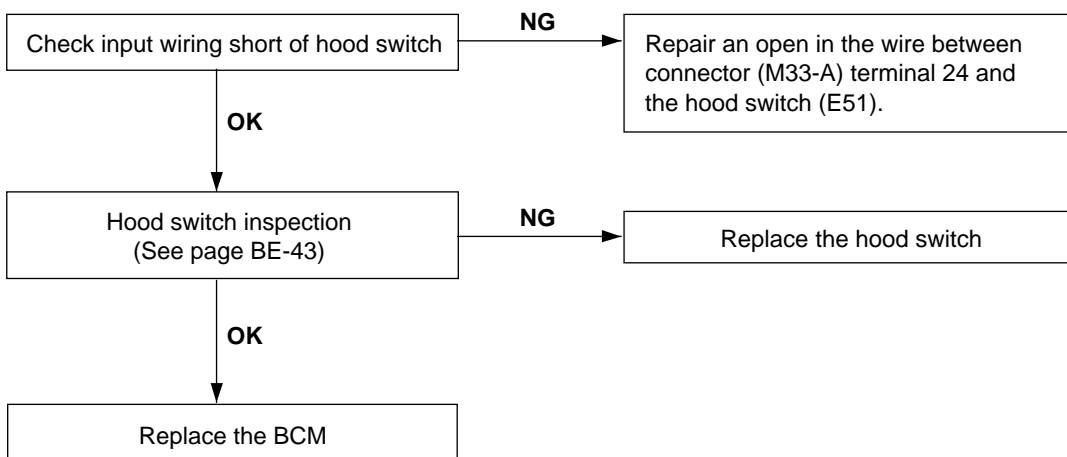 Check input wiring short of hood switch
NG
Repair an open in the wire between
connector (M33-A) terminal 24 and
the hood switch (E51).
OK
Hood switch inspection
(See page BE-43)
NG
Replace the hood switch
OK
Replace the BCM